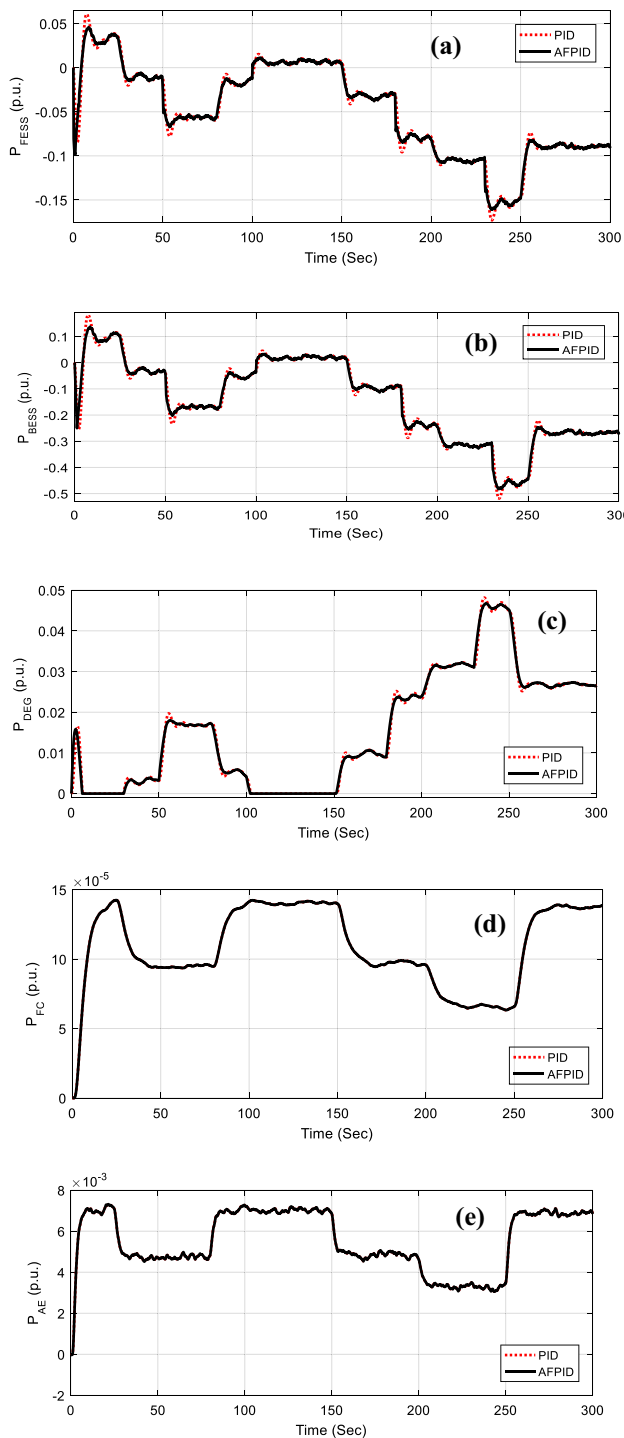 0.05
0
-0.05
-0.1
-0.15
P FESS (p.u.)
(a)
PID
AFPID
0 50 100 150 200 250 300
Time (Sec)
0.1
0
-0.1
-0.2
-0.3
-0.4
-0.5
P BESS (p.u.)
(b)
PID
AFPID
0 50 100 150 200 250 300
Time (Sec)
0.05
0.04
0.03
0.02
0.01
0
P DEG (p.u.)
(c)
PID
AFPID
0 50 100 150 200 250 300
Time (Sec)
×10^-5
15
10
5
0
P FC (p.u.)
(d)
PID
AFPID
0 50 100 150 200 250 300
Time (Sec)
×10^-3
8
6
4
2
0
-2
P AE (p.u.)
(e)
PID
AFPID
0 50 100 150 200 250 300
Time (Sec)